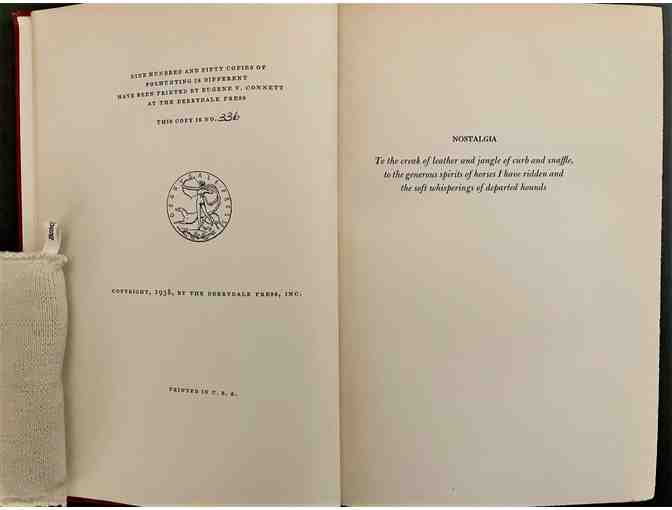 NINE HUNDRED AND FIFTY COPIES OF
FOXHUNTING IS DIFFERENT
HAVE BEEN PRINTED BY EUGENE V. CONNETT
AT THE DERRYDALE PRESS
THIS COPY IS NO. 336
DERRYDALE PRESS
COPYRIGHT, 1938, BY THE DERRYDALE PRESS, INC.
PRINTED IN U. S. A.
NOSTALGIA
To the creak of leather and jangle of curb and snaffle,
to the generous spirits of horses I have ridden and
the soft whisperings of departed hounds